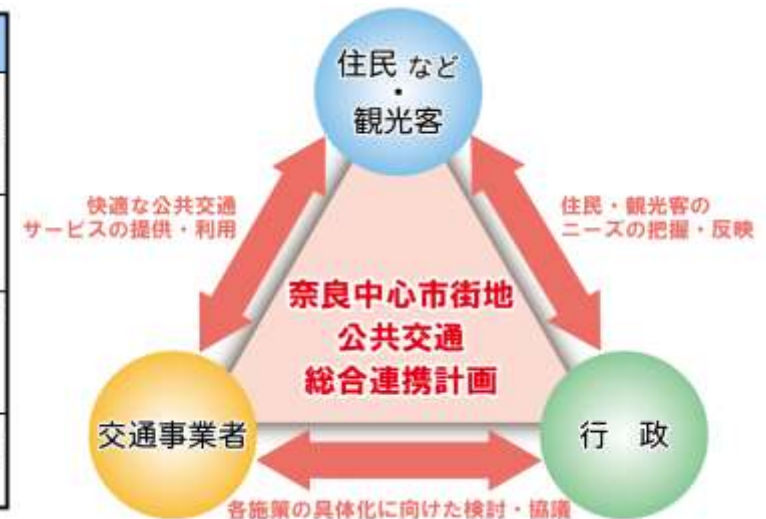 住民 など
・
観光客
快適な公共交通
サービスの提供・利用
住民・観光客の
ニーズの把握・反映
奈良中心市街地
公共交通
総合連携計画
交通事業者
行　政
各施策の具体化に向けた検討・協議